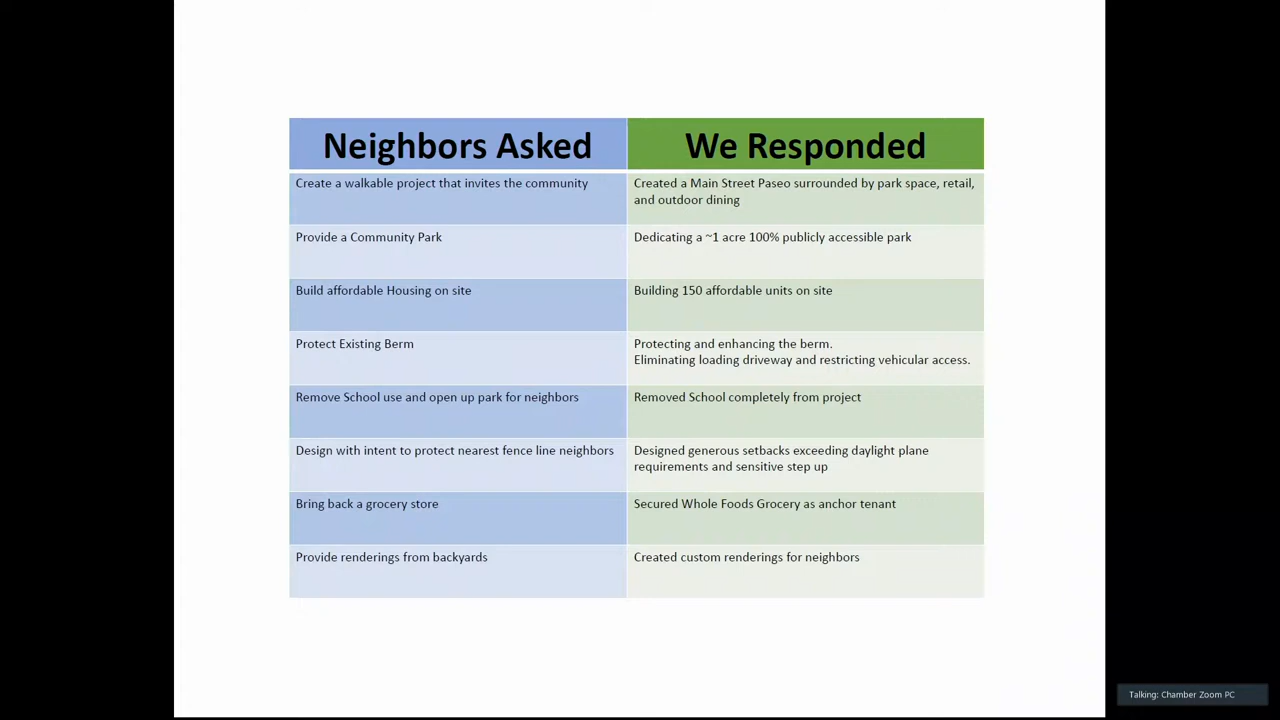 Neighbors Asked
We Responded
Create a walkable project that invites the community
Created a Main Street Paseo surrounded by park space, retail,
and outdoor dining
Provide a Community Park
Dedicating a ~1 acre 100% publicly accessible park
Build affordable Housing on site
Building 150 affordable units on site
Protect Existing Berm
Protecting and enhancing the berm.
Eliminating loading driveway and restricting vehicular access.
Remove School use and open up park for neighbors
Removed School completely from project
Design with intent to protect nearest fence line neighbors
Designed generous setbacks exceeding daylight plane
requirements and sensitive step up
Bring back a grocery store
Secured Whole Foods Grocery as anchor tenant
Provide renderings from backyards
Created custom renderings for neighbors
Talking: Chamber Zoom PC